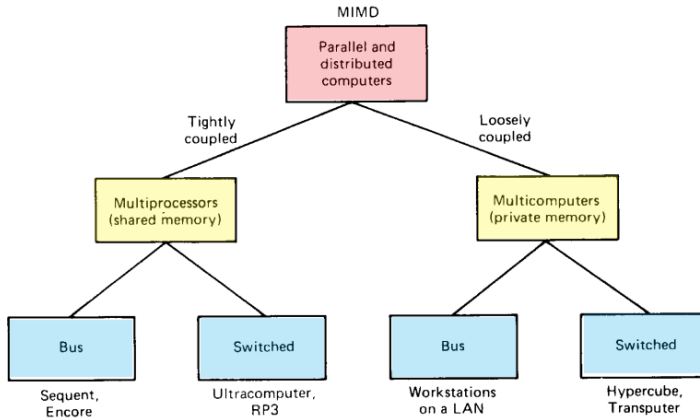 MIMD
Parallel and
distributed
computers
Tightly
coupled
Loosely
coupled
Multiprocessors
(shared memory)
Multicomputers
(private memory)
Bus
Switched
Bus
Switched
Sequent,
Encore
Ultracomputer,
RP3
Workstations
on a LAN
Hypercube,
Transputer